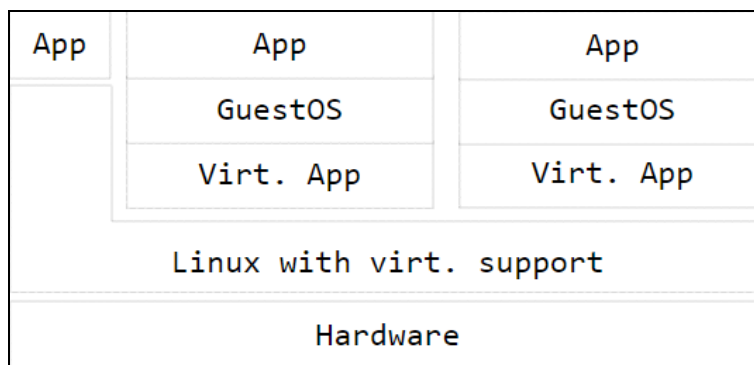 App App App
GuestOS GuestOS
Virt. App Virt. App
Linux with virt. support
Hardware